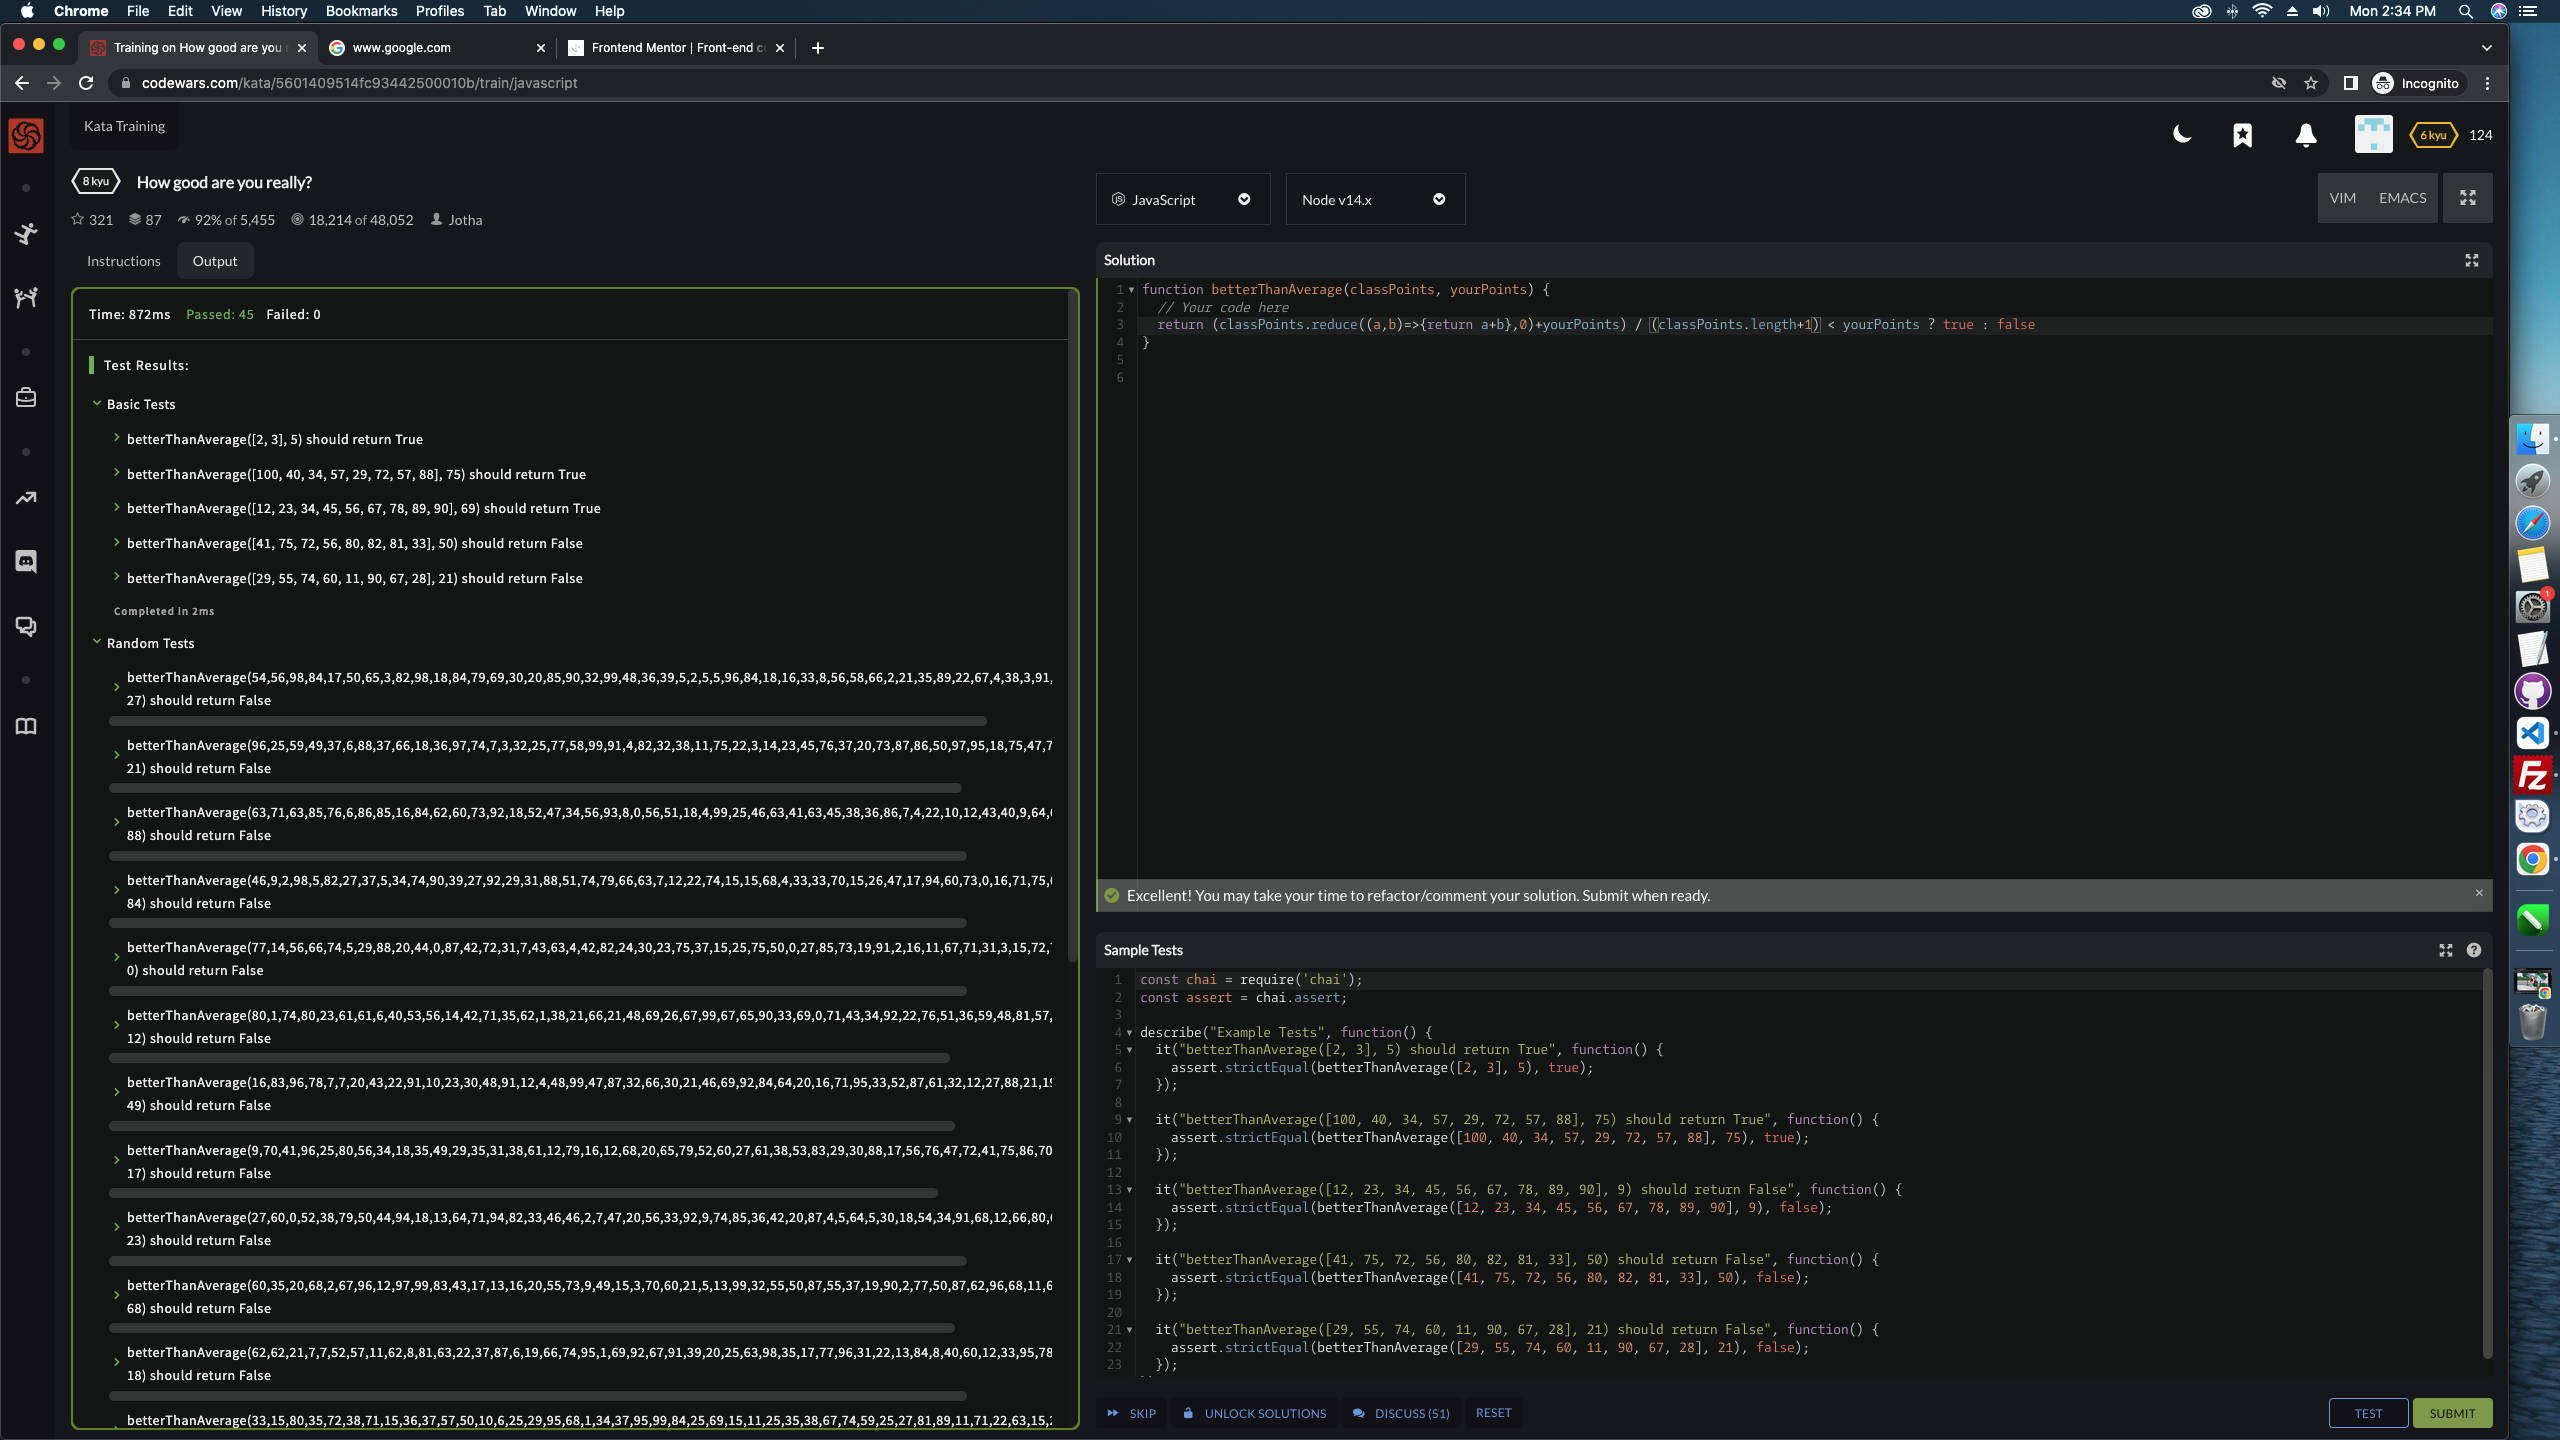 Chrome File Edit View History Bookmarks Profiles Tab Window Help Mon 2:34 PM
Training on How good are you r www.google.com Frontend Mentor | Front-end c
codewars.com/kata/5601409514fc93442500010b/train/javascript Incognito
Kata Training 6 kyu 124
8 kyu How good are you really?
321 87 92% of 5,455 18,214 of 48,052 Jotha
Instructions Output
Time: 872ms Passed: 45 Failed: 0
Test Results:
Basic Tests
betterThanAverage([2, 3], 5) should return True
betterThanAverage([100, 40, 34, 57, 29, 72, 57, 88], 75) should return True
betterThanAverage([12, 23, 34, 45, 56, 67, 78, 89, 90], 69) should return True
betterThanAverage([41, 75, 72, 56, 80, 82, 81, 33], 50) should return False
betterThanAverage([29, 55, 74, 60, 11, 90, 67, 28], 21) should return False
Completed in 2ms
Random Tests
betterThanAverage(54,56,98,84,17,50,65,3,82,98,18,84,79,69,30,20,85,90,32,99,48,36,39,5,2,5,5,96,84,18,16,33,8,56,58,66,2,21,35,89,22,67,4,38,3,91,
27) should return False
betterThanAverage(96,25,59,49,37,6,88,37,66,18,36,97,74,7,3,32,25,77,58,99,91,4,82,32,38,11,75,22,3,14,23,45,76,37,20,73,87,86,50,97,95,18,75,47,7
21) should return False
betterThanAverage(63,71,63,85,76,6,86,85,16,84,62,60,73,92,18,52,47,34,56,93,8,0,56,51,18,4,99,25,46,63,41,63,45,38,36,86,7,4,22,10,12,43,40,9,64,
88) should return False
betterThanAverage(46,9,2,98,5,82,27,37,5,34,74,90,39,27,92,29,31,88,51,74,79,66,63,7,12,22,74,15,15,68,4,33,33,70,15,26,47,17,94,60,73,0,16,71,75,
84) should return False
betterThanAverage(77,14,56,66,74,5,29,88,20,44,0,87,42,72,31,7,43,63,4,42,82,24,30,23,75,37,15,25,75,50,0,27,85,73,19,91,2,16,11,67,71,31,3,15,72,
0) should return False
betterThanAverage(80,1,74,80,23,61,61,6,40,53,56,14,42,71,35,62,1,38,21,66,21,48,69,26,67,99,67,65,90,33,69,0,71,43,34,92,22,76,51,36,59,48,81,57,
12) should return False
betterThanAverage(16,83,96,78,7,7,20,43,22,91,10,23,30,48,91,12,4,48,99,47,87,32,66,30,21,46,69,92,84,64,20,16,71,95,33,52,87,61,32,12,27,88,21,19
49) should return False
betterThanAverage(9,70,41,96,25,80,56,34,18,35,49,29,35,31,38,61,12,79,16,12,68,20,65,79,52,60,27,61,38,53,83,29,30,88,17,56,76,47,72,41,75,86,70
17) should return False
betterThanAverage(27,60,0,52,38,79,50,44,94,18,13,64,71,94,82,33,46,46,2,7,47,20,56,33,92,9,74,85,36,42,20,87,4,5,64,5,30,18,54,34,91,68,12,66,80,
23) should return False
betterThanAverage(60,35,20,68,2,67,96,12,97,99,83,43,17,13,16,20,55,73,9,49,15,3,70,60,21,5,13,99,32,55,50,87,55,37,19,90,2,77,50,87,62,96,68,11,6
68) should return False
betterThanAverage(62,62,21,7,7,52,57,11,62,8,81,63,22,37,87,6,19,66,74,95,1,69,92,67,91,39,20,25,63,98,35,17,77,96,31,22,13,84,8,40,60,12,33,95,78
18) should return False
betterThanAverage(33,15,80,35,72,38,71,15,36,37,57,50,10,6,25,29,95,68,1,34,37,95,99,84,25,69,15,11,25,35,38,67,74,59,25,27,81,89,11,71,22,63,15,
JavaScript Node v14.x VIM EMACS
Solution
1 function betterThanAverage(classPoints, yourPoints) {
2 // Your code here
3 return (classPoints.reduce((a,b)=>{return a+b},0)+yourPoints) / (classPoints.length+1) < yourPoints ? true : false
4 }
5
6
Excellent! You may take your time to refactor/comment your solution. Submit when ready.
Sample Tests
1 const chai = require('chai');
2 const assert = chai.assert;
3
4 describe("Example Tests", function() {
5 it("betterThanAverage([2, 3], 5) should return True", function() {
6 assert.strictEqual(betterThanAverage([2, 3], 5), true);
7 });
8
9 it("betterThanAverage([100, 40, 34, 57, 29, 72, 57, 88], 75) should return True", function() {
10 assert.strictEqual(betterThanAverage([100, 40, 34, 57, 29, 72, 57, 88], 75), true);
11 });
12
13 it("betterThanAverage([12, 23, 34, 45, 56, 67, 78, 89, 90], 9) should return False", function() {
14 assert.strictEqual(betterThanAverage([12, 23, 34, 45, 56, 67, 78, 89, 90], 9), false);
15 });
16
17 it("betterThanAverage([41, 75, 72, 56, 80, 82, 81, 33], 50) should return False", function() {
18 assert.strictEqual(betterThanAverage([41, 75, 72, 56, 80, 82, 81, 33], 50), false);
19 });
20
21 it("betterThanAverage([29, 55, 74, 60, 11, 90, 67, 28], 21) should return False", function() {
22 assert.strictEqual(betterThanAverage([29, 55, 74, 60, 11, 90, 67, 28], 21), false);
23 });
SKIP UNLOCK SOLUTIONS DISCUSS (51) RESET TEST SUBMIT